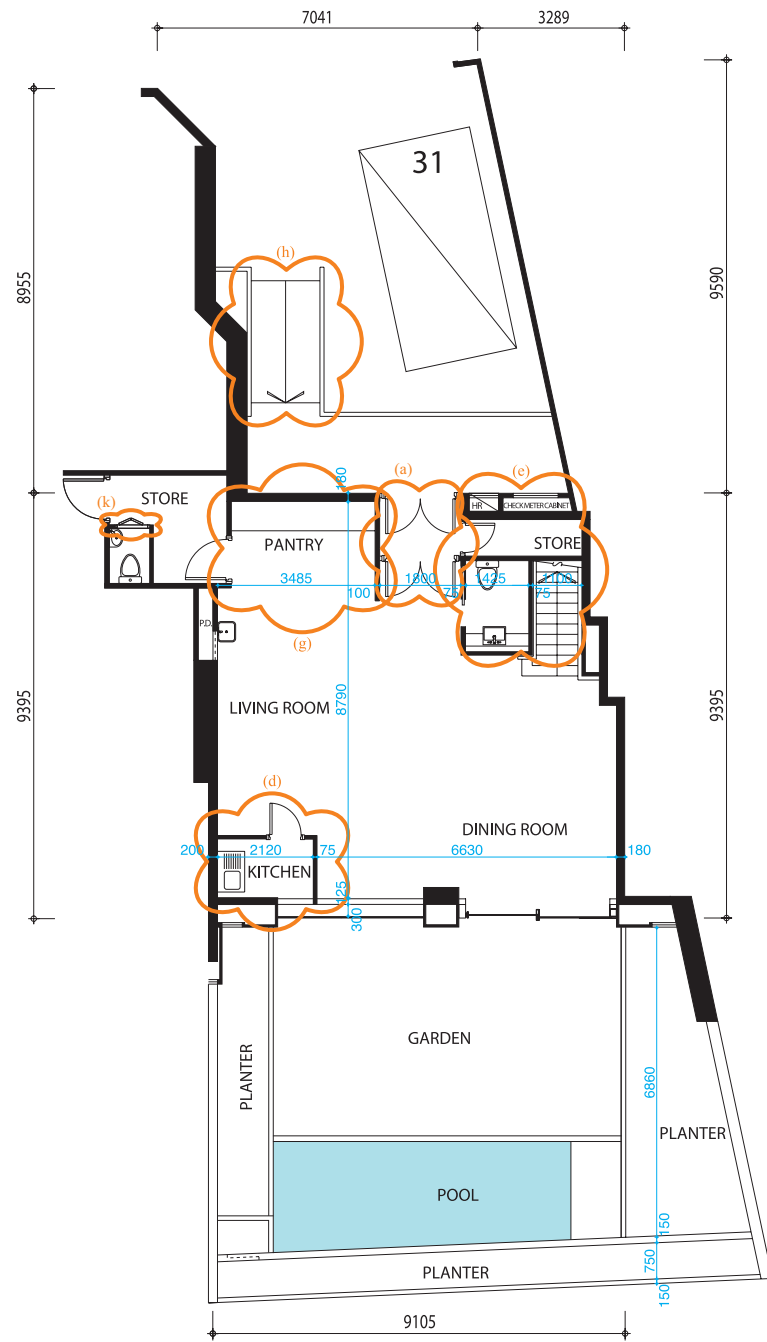 7041
3289
31
(h)
8955
9590
(a)
(e)
180
(k)
STORE
HR
CHECK METER CABINET
PANTRY
STORE
3485
1800
1425
1100
100
75
75
(g)
P.D.
9395
LIVING ROOM
8790
9395
(d)
DINING ROOM
200
2120
75
6630
180
KITCHEN
125
300
GARDEN
PLANTER
6860
PLANTER
POOL
150
PLANTER
750
150
9105